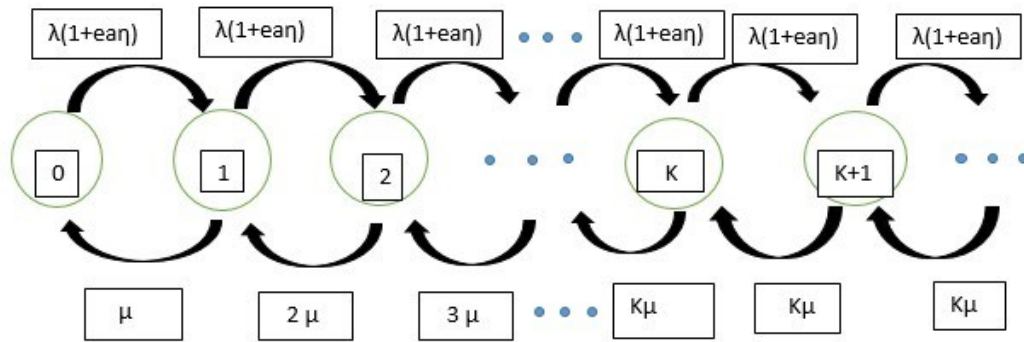 λ(1+eaη) λ(1+eaη) λ(1+eaη) λ(1+eaη) λ(1+eaη) λ(1+eaη)
0 1 2 K K+1
μ 2 μ 3 μ Kμ Kμ Kμ